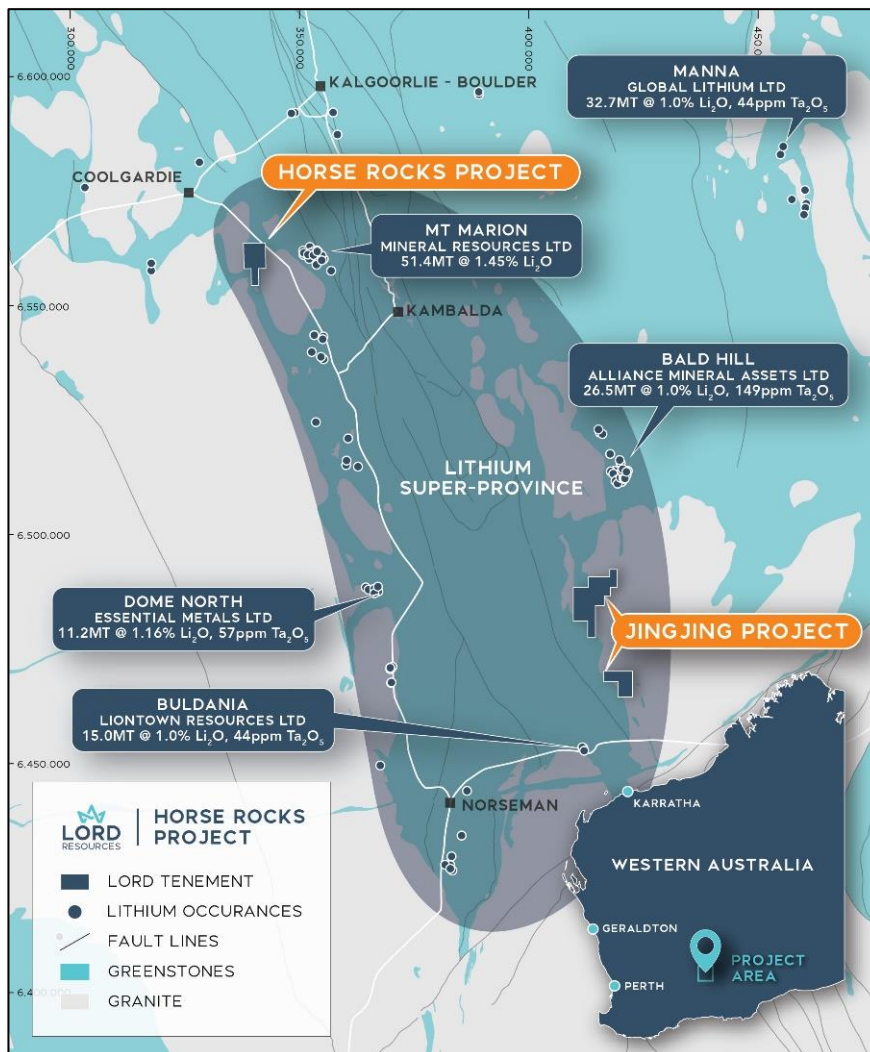 300.000
350.000
400.000
450.000
6,600.000
6,550.000
6,500.000
6,450.000
6,400.000
KALGOORLIE - BOULDER
MANNA
GLOBAL LITHIUM LTD
32.7MT @ 1.0% Li₂O, 44ppm Ta₂O₅
COOLGARDIE
HORSE ROCKS PROJECT
MT MARION
MINERAL RESOURCES LTD
51.4MT @ 1.45% Li₂O
KAMBALDA
BALD HILL
ALLIANCE MINERAL ASSETS LTD
26.5MT @ 1.0% Li₂O, 149ppm Ta₂O₅
LITHIUM
SUPER-PROVINCE
DOME NORTH
ESSENTIAL METALS LTD
11.2MT @ 1.16% Li₂O, 57ppm Ta₂O₅
JINGJING PROJECT
BULDANIA
LIONTOWN RESOURCES LTD
15.0MT @ 1.0% Li₂O, 44ppm Ta₂O₅
NORSEMAN
LORD
RESOURCES
HORSE ROCKS
PROJECT
LORD TENEMENT
LITHIUM OCCURANCES
FAULT LINES
GREENSTONES
GRANITE
KARRATHA
WESTERN AUSTRALIA
GERALDTON
PERTH
PROJECT
AREA